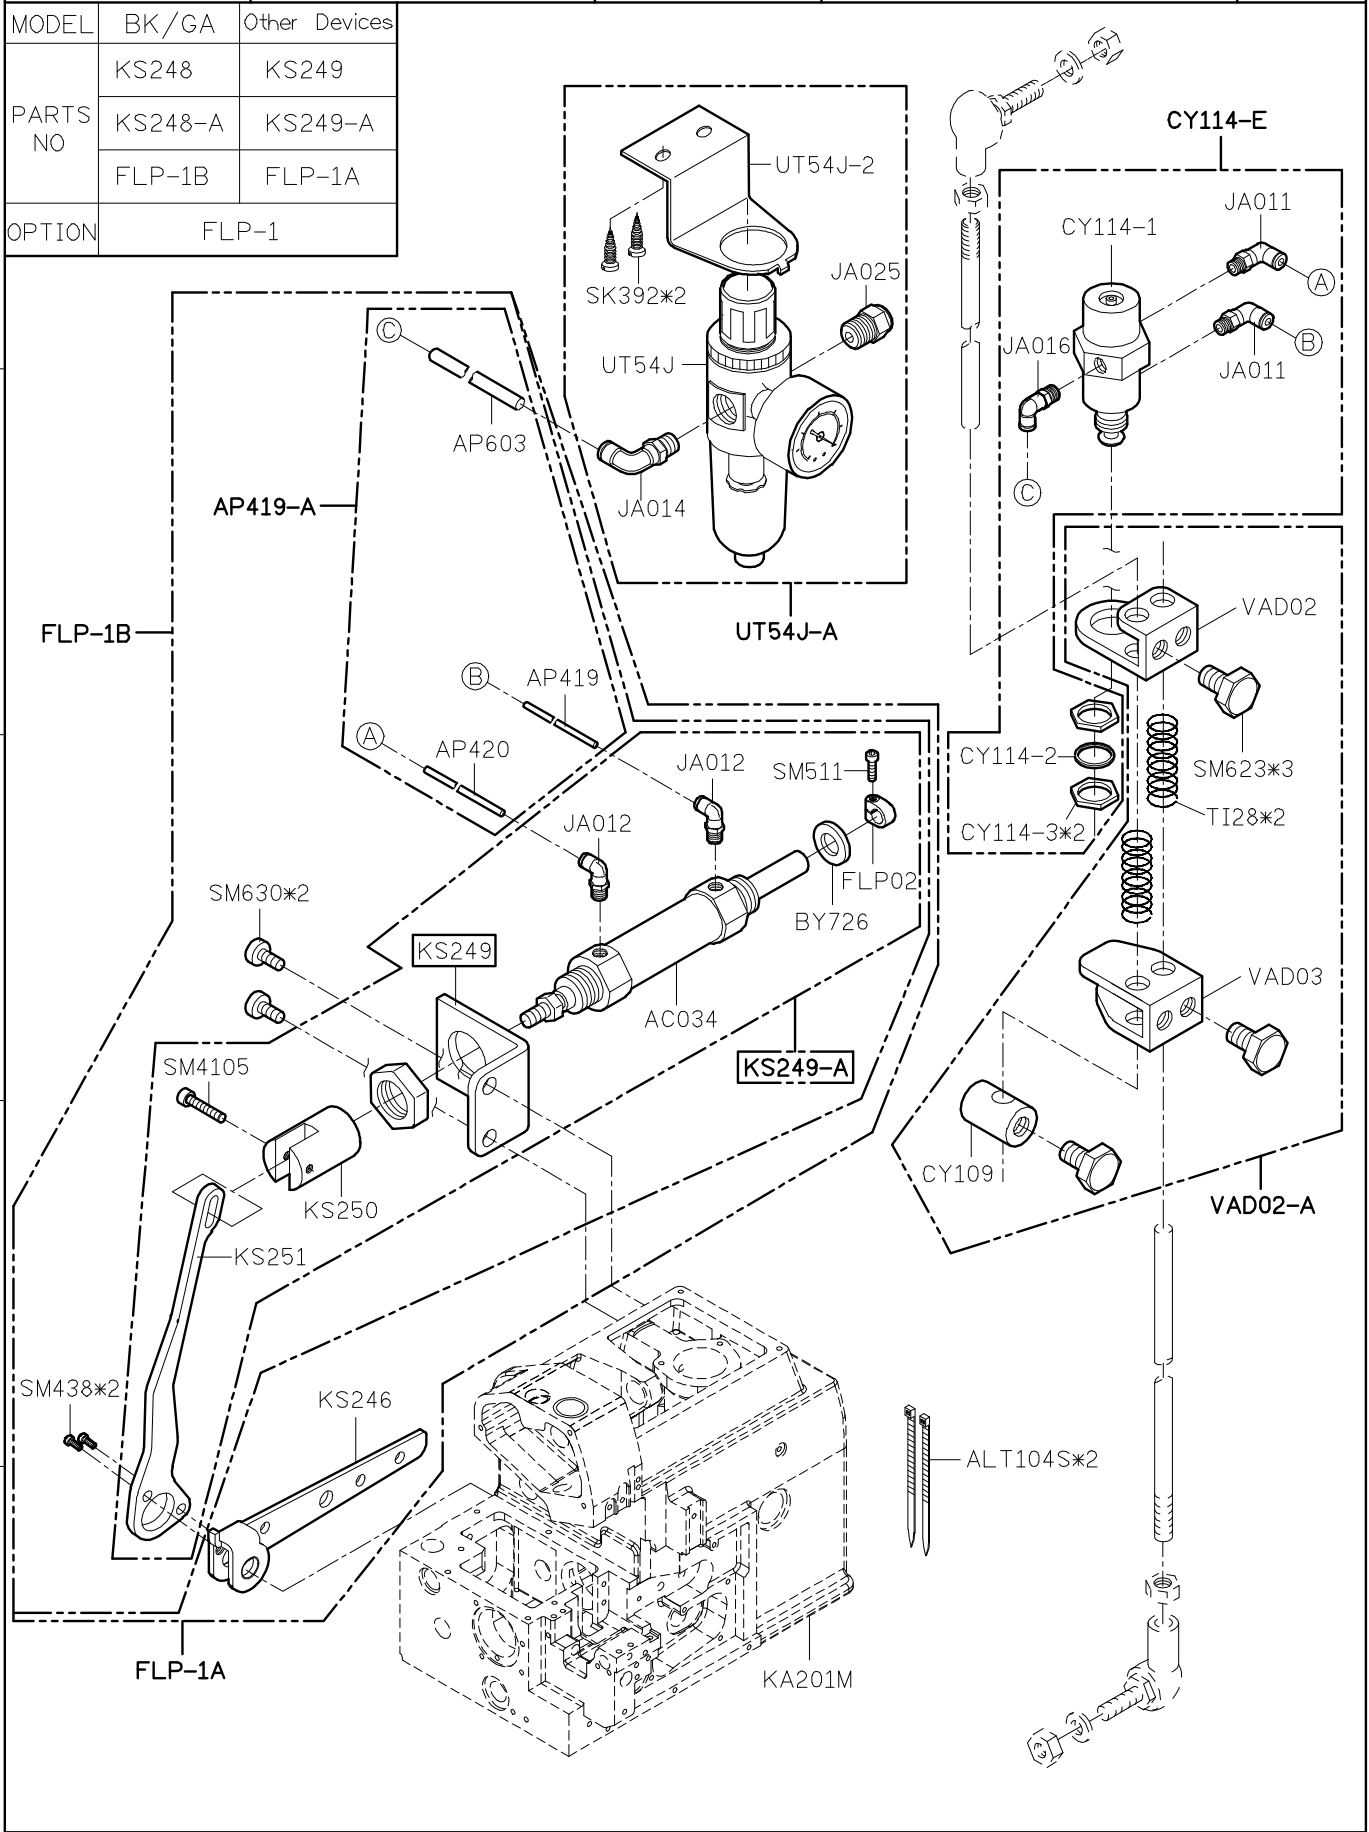 MODEL BK/GA Other Devices
PARTS NO KS248 KS249
KS248-A KS249-A
FLP-1B FLP-1A
OPTION FLP-1
CY114-E
UT54J-2
JA011
CY114-1
A
SK392*2
JA025
C
UT54J
JA016
B
JA011
AP603
C
AP419-A
JA014
FLP-1B
UT54J-A
VAD02
B
AP419
A
AP420
JA012
SM511
CY114-2
SM623*3
JA012
CY114-3*2
TI28*2
SM630*2
FLP02
BY726
KS249
VAD03
AC034
SM4105
KS249-A
CY109
KS250
VAD02-A
KS251
SM438*2
KS246
ALT104S*2
FLP-1A
KA201M